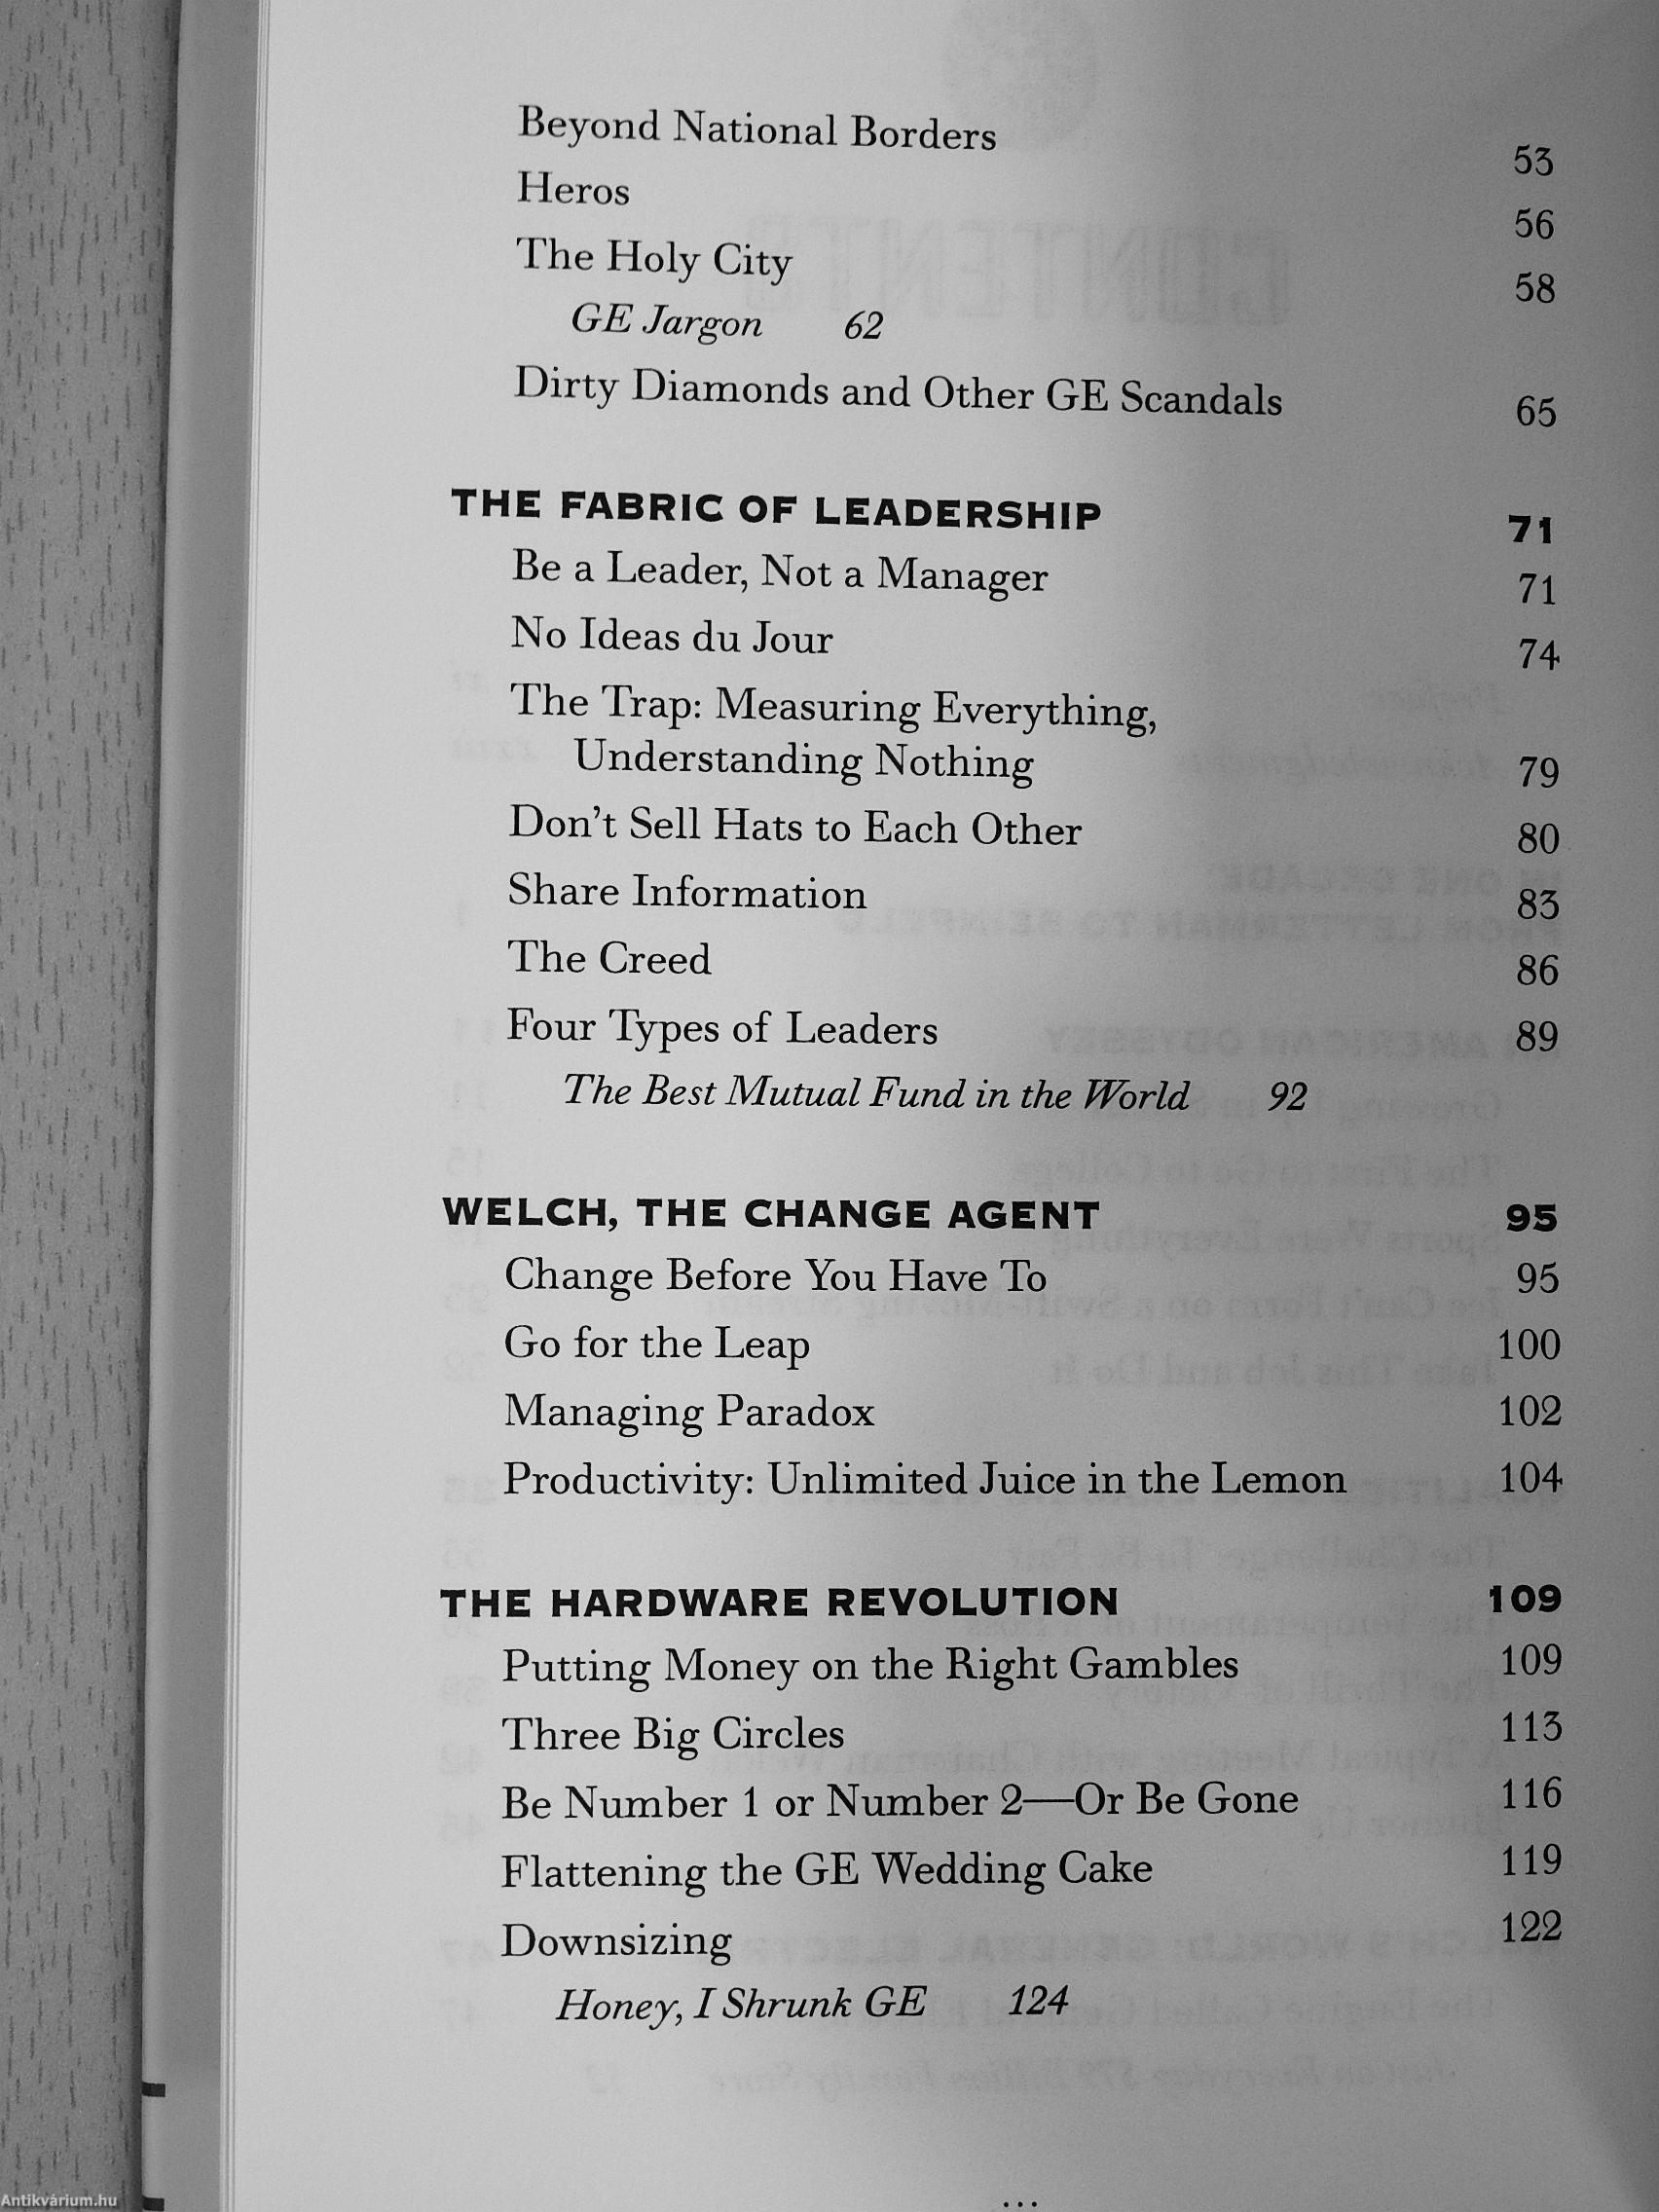 Beyond National Borders 53
Heros 56
The Holy City 58
GE Jargon 62
Dirty Diamonds and Other GE Scandals 65
THE FABRIC OF LEADERSHIP 71
Be a Leader, Not a Manager 71
No Ideas du Jour 74
The Trap: Measuring Everything,
Understanding Nothing 79
Don't Sell Hats to Each Other 80
Share Information 83
The Creed 86
Four Types of Leaders 89
The Best Mutual Fund in the World 92
WELCH, THE CHANGE AGENT 95
Change Before You Have To 95
Go for the Leap 100
Managing Paradox 102
Productivity: Unlimited Juice in the Lemon 104
THE HARDWARE REVOLUTION 109
Putting Money on the Right Gambles 109
Three Big Circles 113
Be Number 1 or Number 2—Or Be Gone 116
Flattening the GE Wedding Cake 119
Downsizing 122
Honey, I Shrunk GE 124
Antikvárium.hu